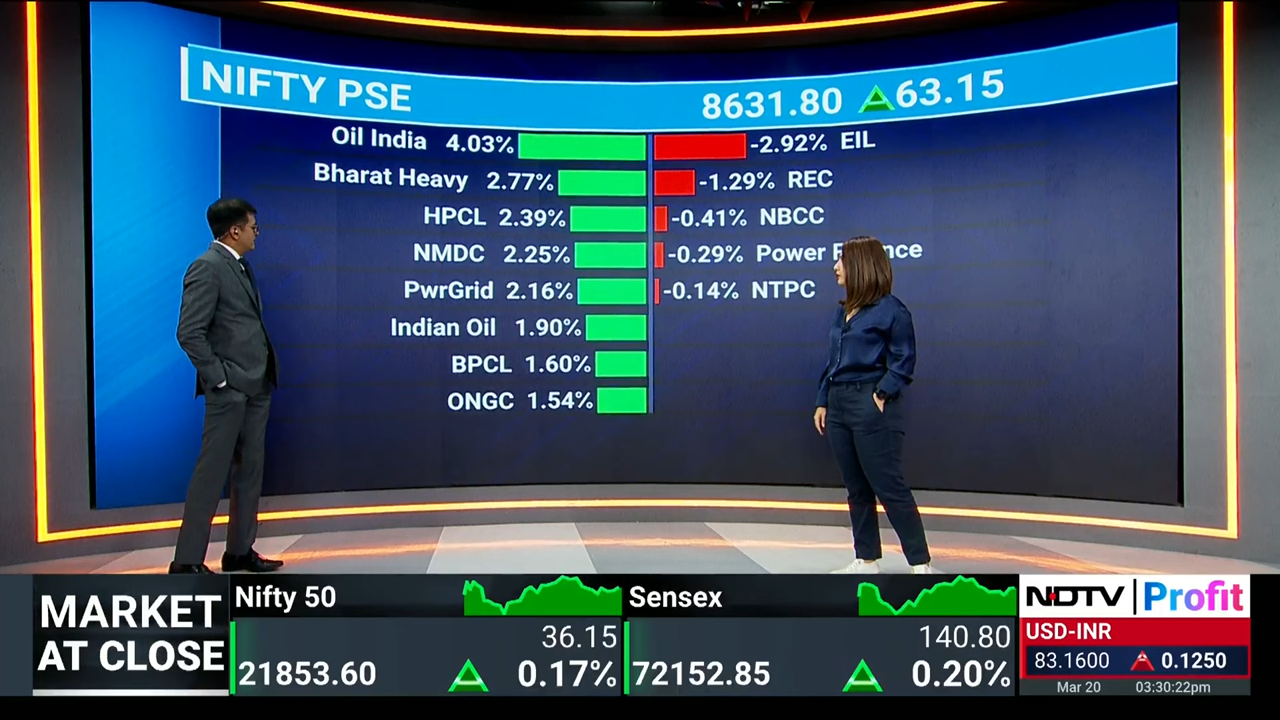 NIFTY PSE 8631.80 63.15
Oil India 4.03% -2.92% EIL
Bharat Heavy 2.77% -1.29% REC
HPCL 2.39% -0.41% NBCC
NMDC 2.25% -0.29% Power
PwrGrid 2.16% -0.14% NTPC
Indian Oil 1.90%
BPCL 1.60%
ONGC 1.54%
MARKET
AT CLOSE
Nifty 50
36.15
21853.60 0.17%
Sensex
140.80
72152.85 0.20%
NDTV Profit
USD-INR
83.1600 0.1250
Mar 20 03:30:22pm